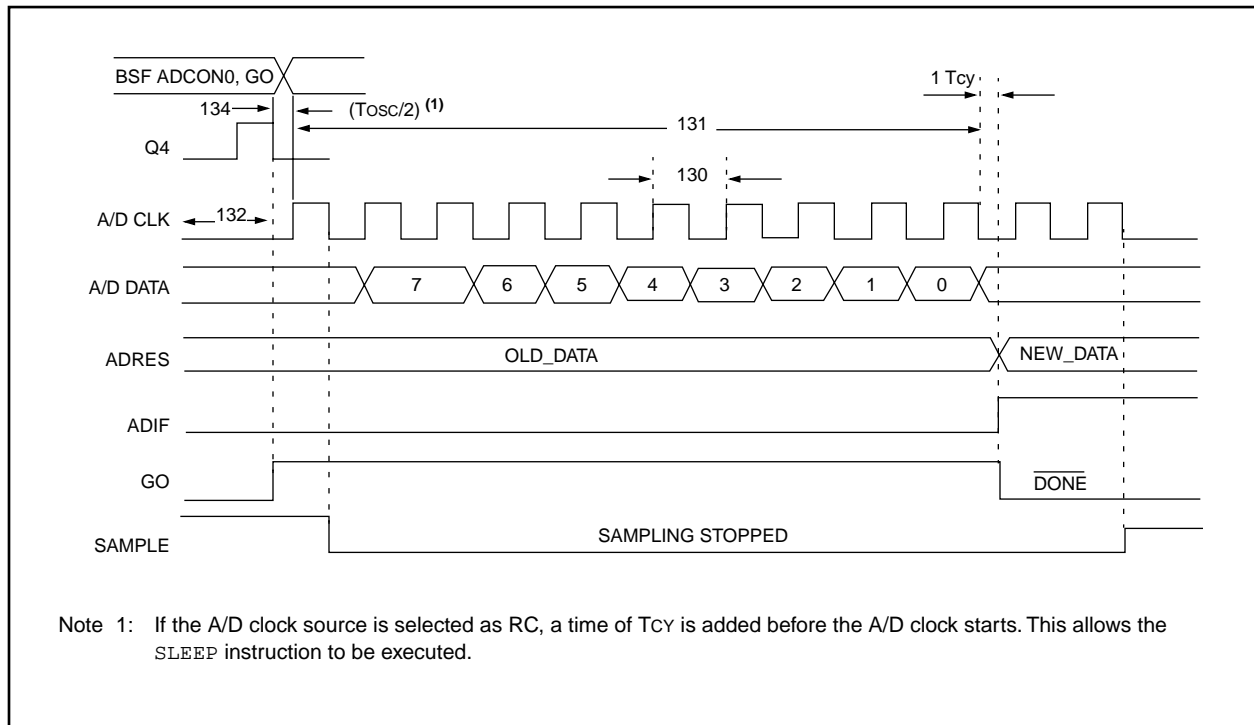 BSF ADCON0, GO
1 Tcy
134
(TOSC/2) (1)
131
Q4
130
A/D CLK
132
A/D DATA
7 6 5 4 3 2 1 0
ADRES
OLD_DATA
NEW_DATA
ADIF
GO
DONE
SAMPLE
SAMPLING STOPPED
Note 1: If the A/D clock source is selected as RC, a time of TCY is added before the A/D clock starts. This allows the
SLEEP instruction to be executed.